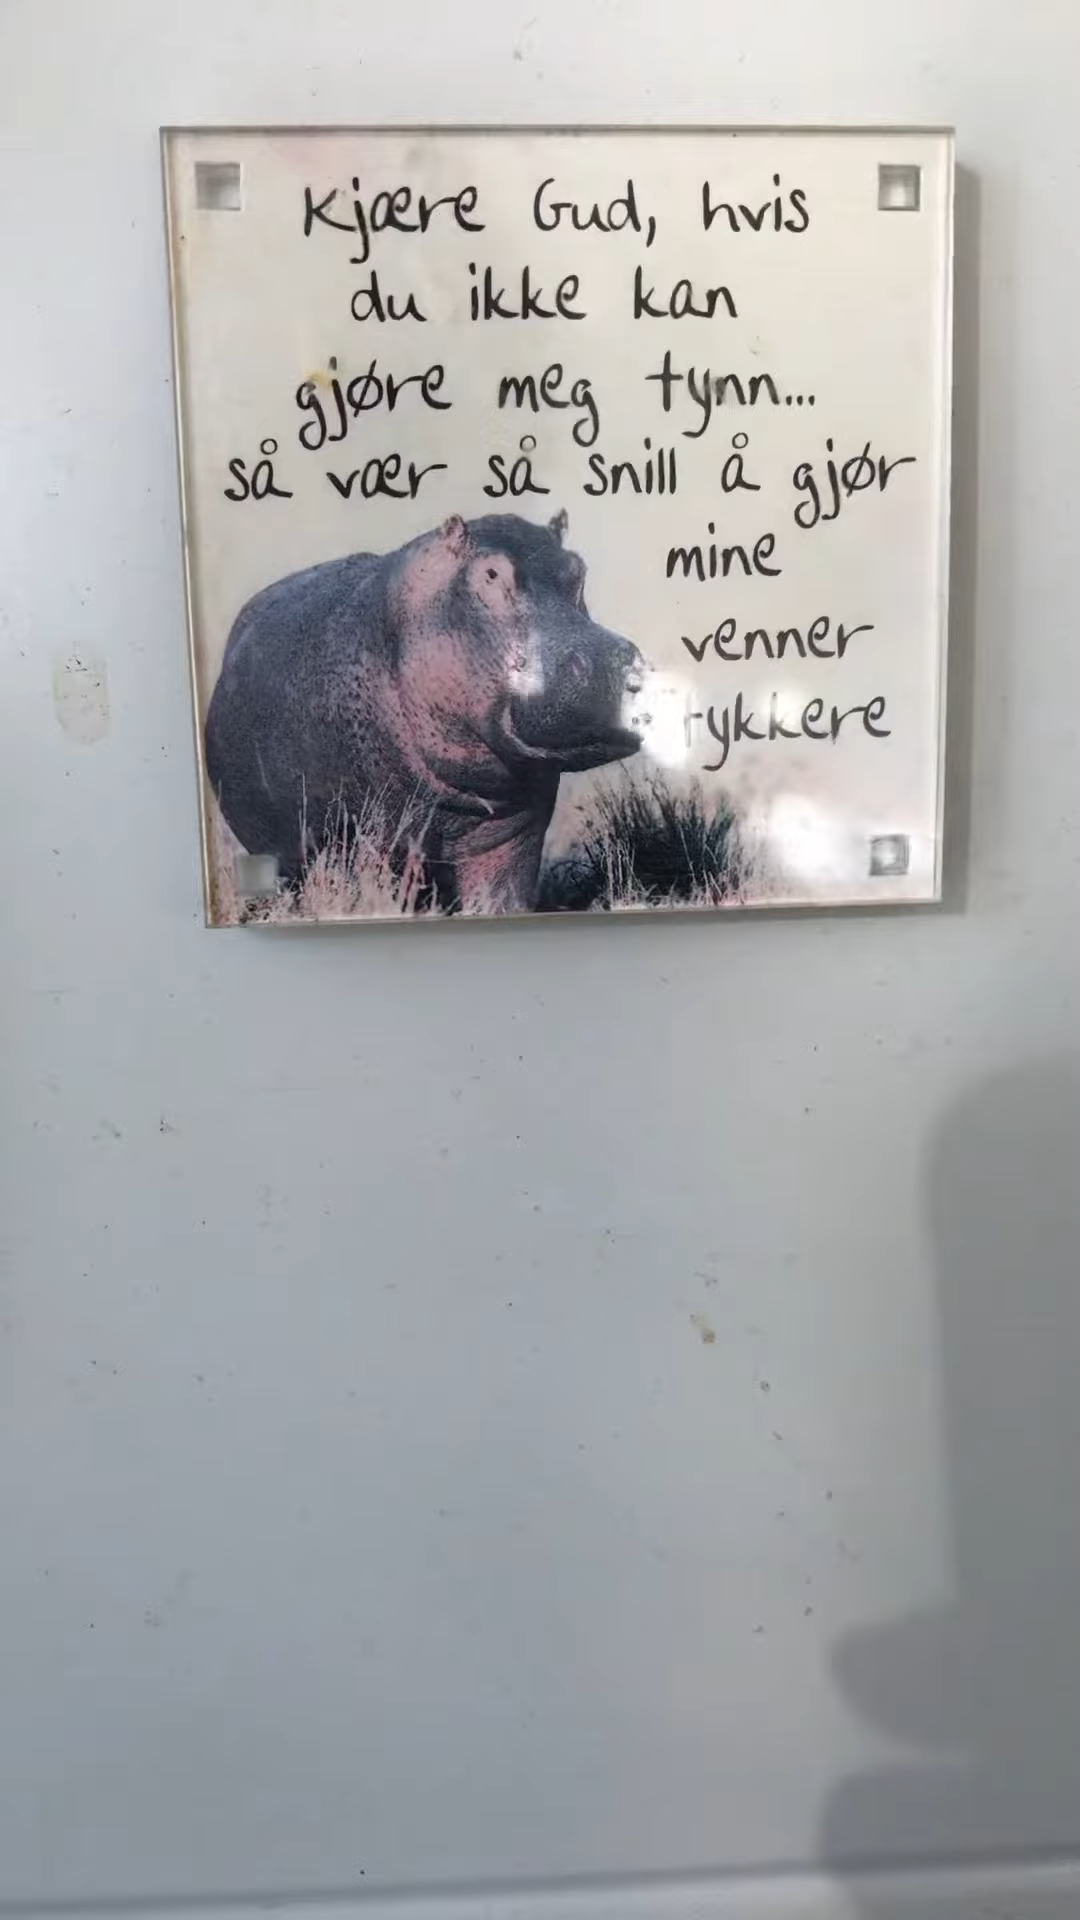 Kjære Gud, hvis
du ikke kan
gjøre meg tynn...
så vær så snill å gjør
mine
venner
tykkere